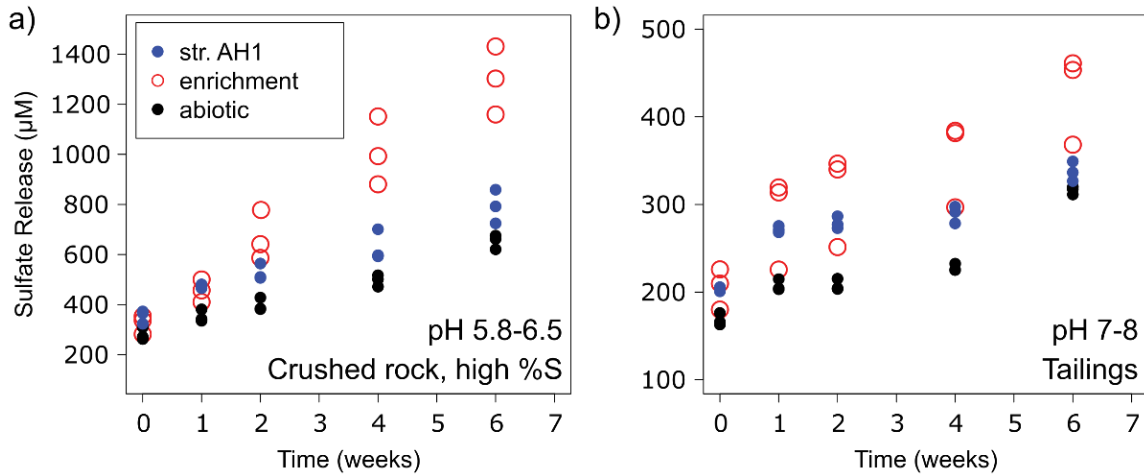 a)
Sulfate Release (µM)
1400
1200
1000
800
600
400
200
str. AH1
enrichment
abiotic
pH 5.8-6.5
Crushed rock, high %S
0 1 2 3 4 5 6 7
Time (weeks)
b)
500
400
300
200
100
pH 7-8
Tailings
0 1 2 3 4 5 6 7
Time (weeks)